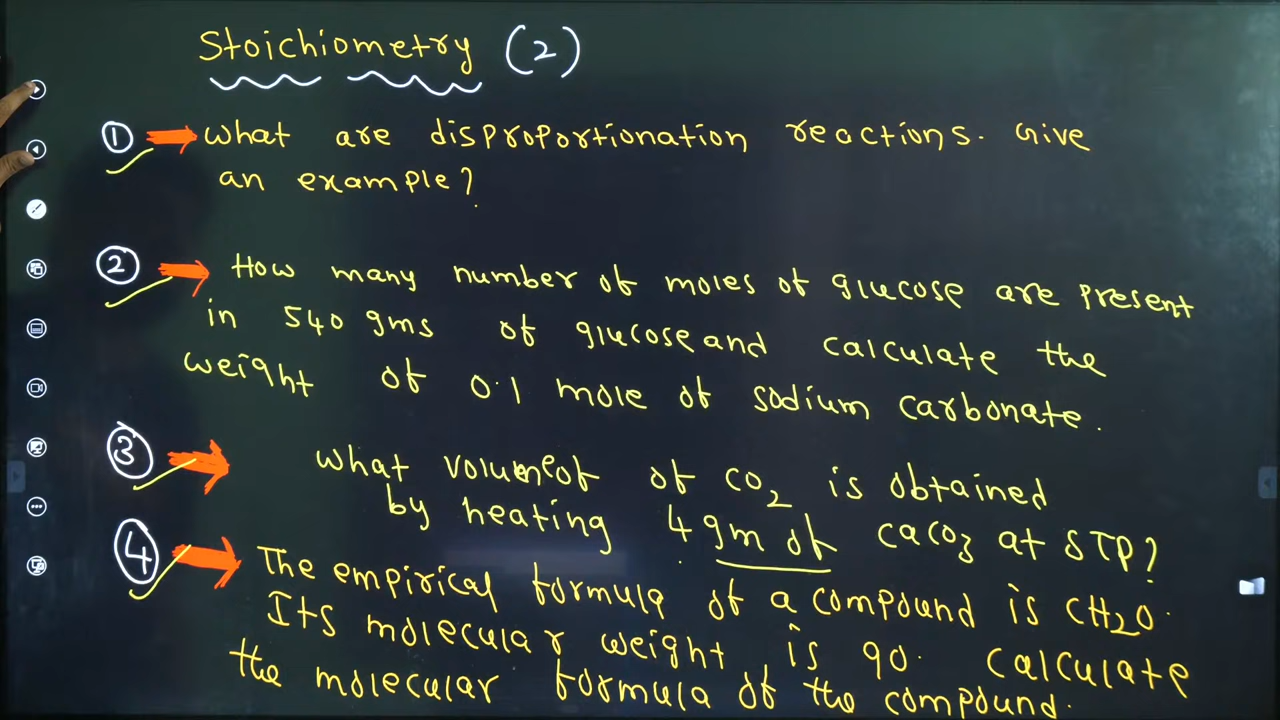 Stoichiometry (2)
① What are disproportionation reactions. Give
an example?
② How many number of moles of glucose are present
in 540 gms of glucose and calculate the
weight of 0.1 mole of sodium carbonate.
③ What volume of of CO2 is obtained
by heating 4 gm of CaCO3 at STP?
④ The empirical formula of a compound is CH2O.
Its molecular weight is 90. Calculate
the molecular formula of the compound.